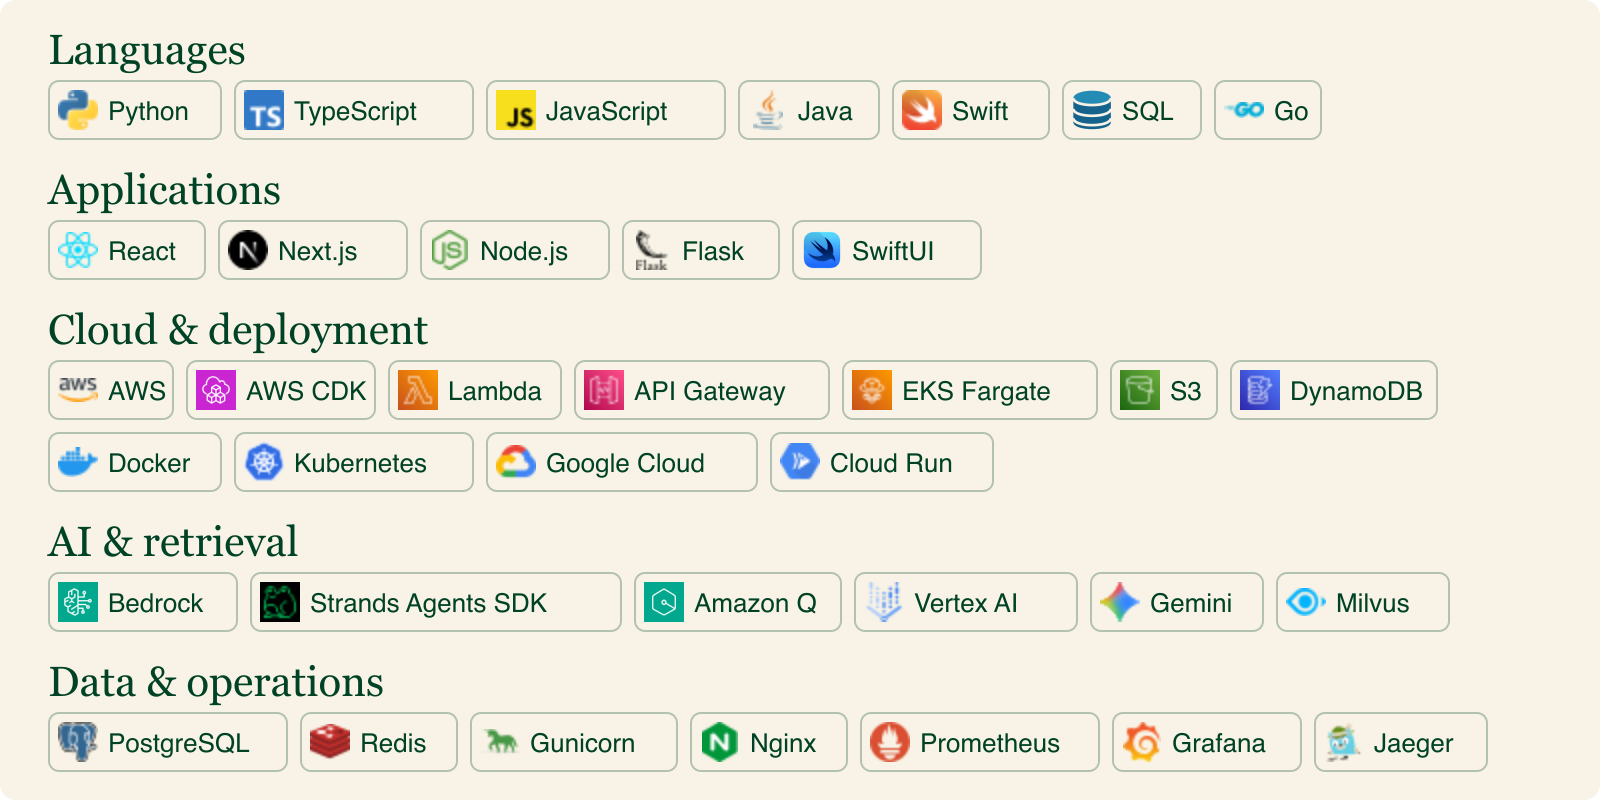 Languages
Python TS TypeScript JS JavaScript Java Swift SQL GO Go
Applications
React N Next.js JS Node.js Flask Flask SwiftUI
Cloud & deployment
aws AWS AWS CDK Lambda API Gateway EKS Fargate S3 DynamoDB
Docker Kubernetes Google Cloud Cloud Run
AI & retrieval
Bedrock Strands Agents SDK Amazon Q Vertex AI Gemini Milvus
Data & operations
PostgreSQL Redis Gunicorn N Nginx Prometheus Grafana Jaeger